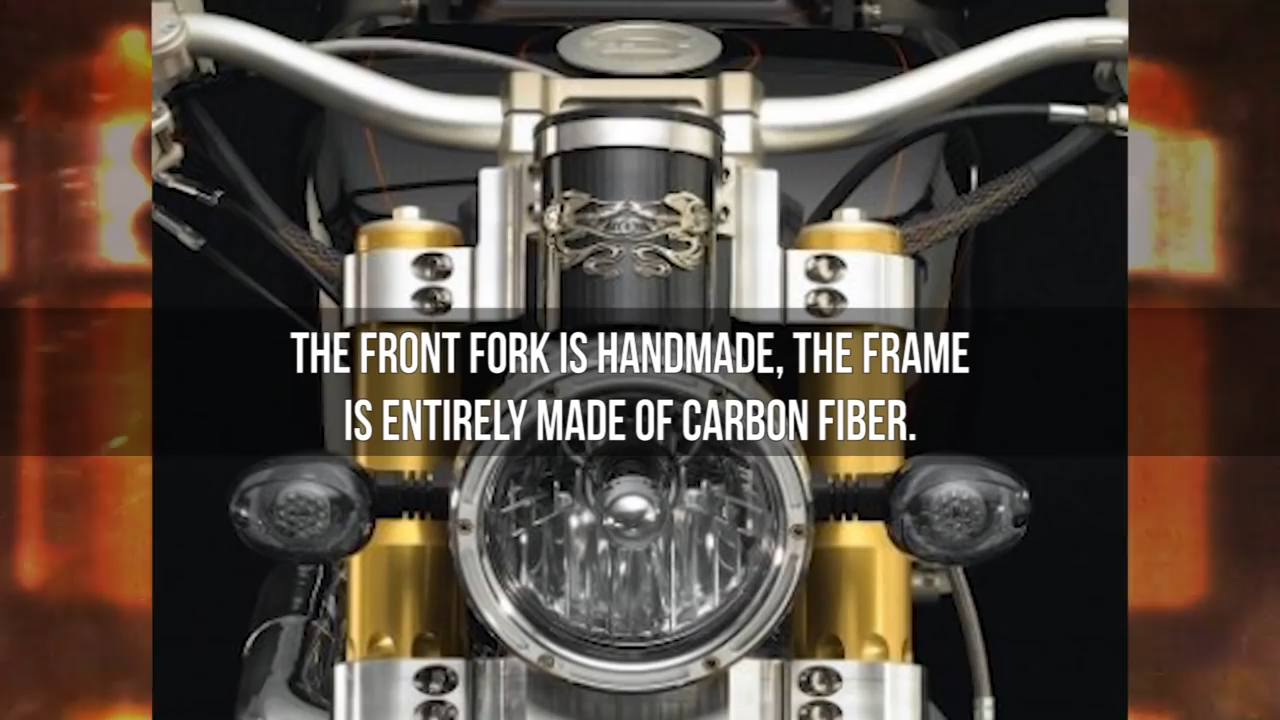 THE FRONT FORK IS HANDMADE, THE FRAME
IS ENTIRELY MADE OF CARBON FIBER.